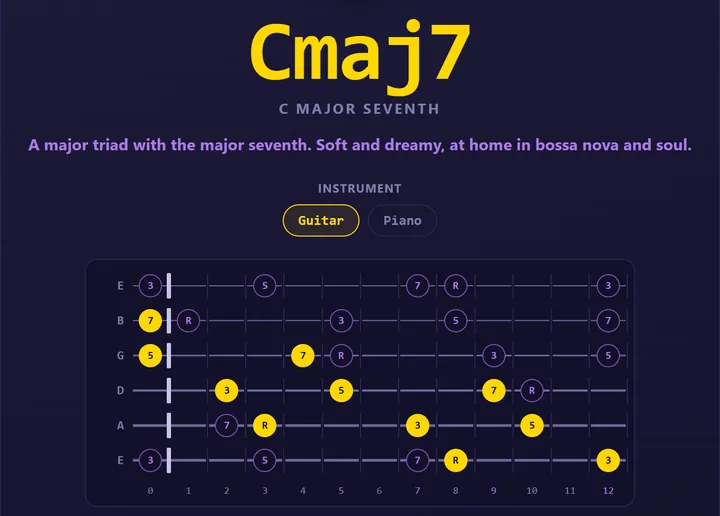 Cmaj7
C MAJOR SEVENTH
A major triad with the major seventh. Soft and dreamy, at home in bossa nova and soul.
INSTRUMENT
Guitar Piano
E 3 5 7 R 3
B 7 R 3 5 7
G 5 7 R 3 5
D 3 5 7 R
A 7 R 3 5
E 3 5 7 R 3
0 1 2 3 4 5 6 7 8 9 10 11 12